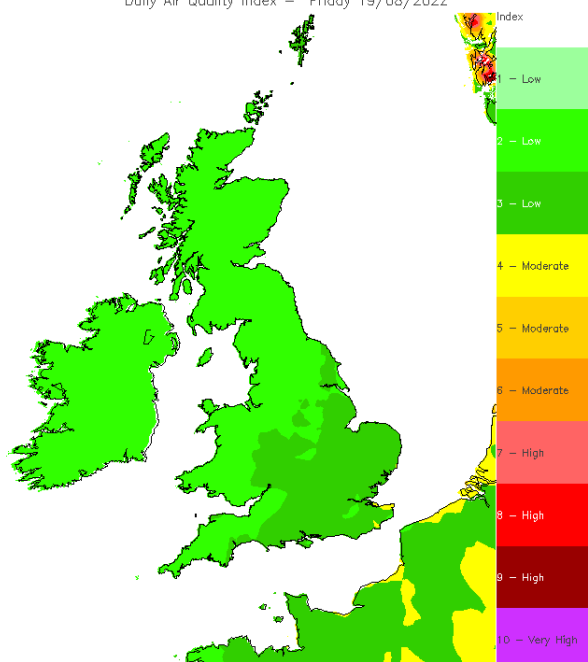 Daily Air Quality Index - Friday 19/08/2022
Index
1 - Low
2 - Low
3 - Low
4 - Moderate
5 - Moderate
6 - Moderate
7 - High
8 - High
9 - High
10 - Very High